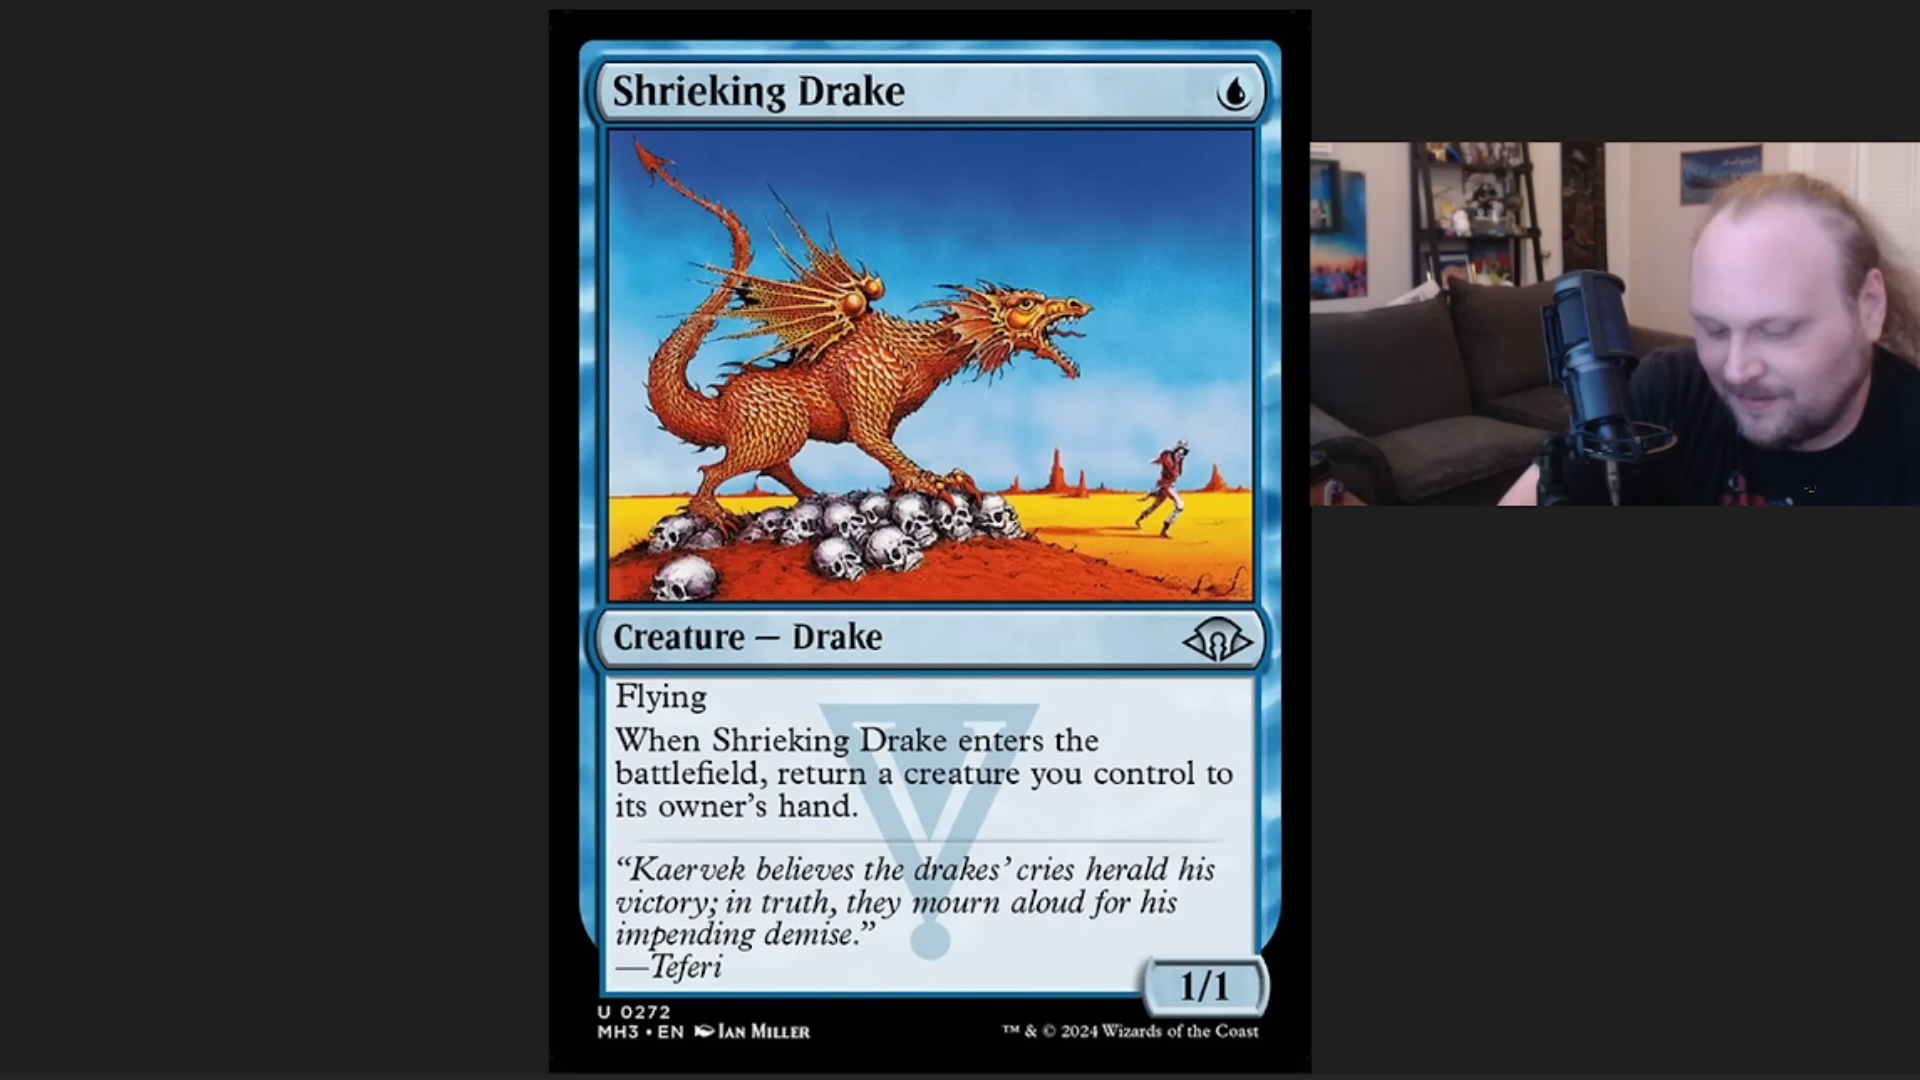 Shrieking Drake
Creature — Drake
Flying
When Shrieking Drake enters the
battlefield, return a creature you control to
its owner's hand.
“Kaervek believes the drakes’ cries herald his
victory; in truth, they mourn aloud for his
impending demise.”
—Teferi
1/1
U 0272
MH3 • EN IAN MILLER
™ & © 2024 Wizards of the Coast